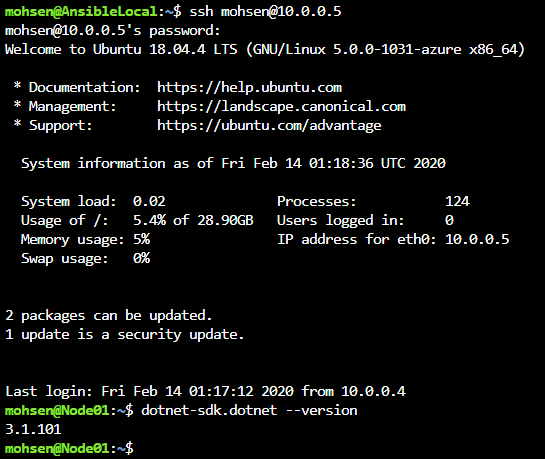 mohsen@AnsibleLocal:~$ ssh mohsen@10.0.0.5
mohsen@10.0.0.5's password:
Welcome to Ubuntu 18.04.4 LTS (GNU/Linux 5.0.0-1031-azure x86_64)
* Documentation:  https://help.ubuntu.com
* Management:     https://landscape.canonical.com
* Support:        https://ubuntu.com/advantage
System information as of Fri Feb 14 01:18:36 UTC 2020
System load:  0.02              Processes:           124
Usage of /:   5.4% of 28.90GB   Users logged in:     0
Memory usage: 5%                IP address for eth0: 10.0.0.5
Swap usage:   0%
2 packages can be updated.
1 update is a security update.
Last login: Fri Feb 14 01:17:12 2020 from 10.0.0.4
mohsen@Node01:~$ dotnet-sdk.dotnet --version
3.1.101
mohsen@Node01:~$